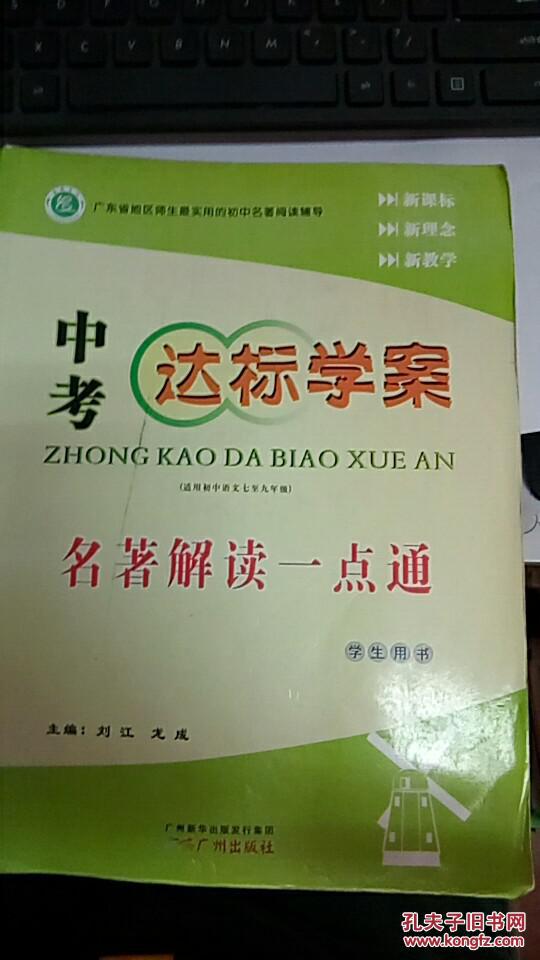 广东省地区师生最实用的初中名著阅读辅导
新课标
新理念
新教学
中考
达标学案
ZHONG KAO DA BIAO XUE AN
(适用初中语文七至九年级)
名著解读一点通
学生用书
主编：刘江 龙成
广州新华出版发行集团
广州出版社
孔夫子旧书网
www.kongfz.com